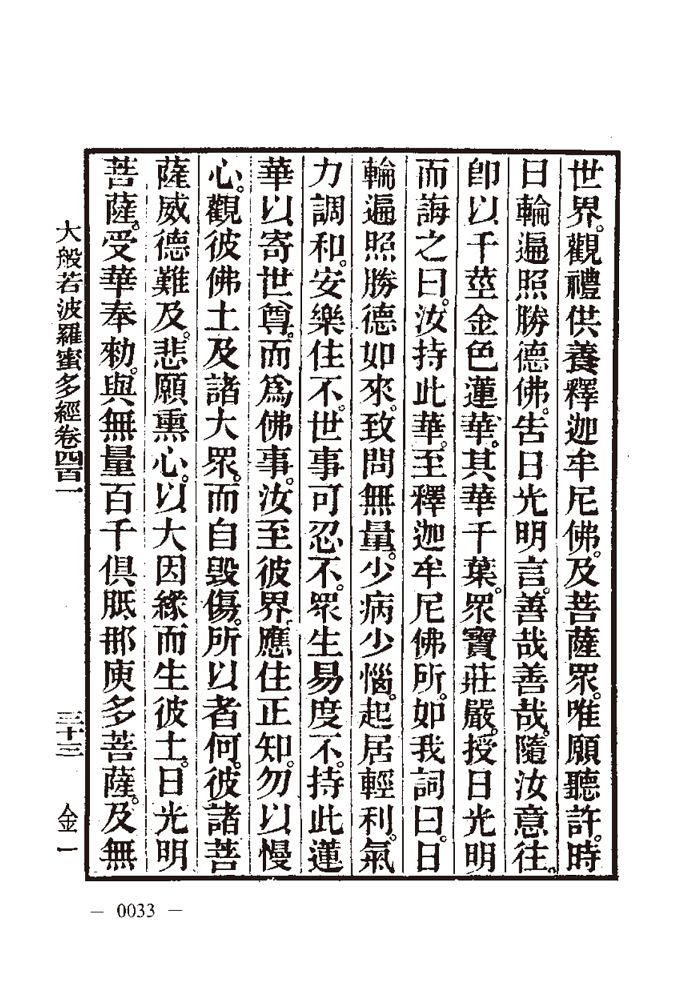 世界。觀禮供養釋迦牟尼佛。及菩薩眾。唯願聽許。時
日輪遍照勝德佛。告日光明言。善哉善哉。隨汝意往。
卽以千莖金色蓮華。其華千葉。眾寶莊嚴。授日光明
而誨之曰。汝持此華。至釋迦牟尼佛所。如我詞曰。日
輪遍照勝德如來。致問無量。少病少惱。起居輕利。氣
力調和。安樂住不。世事可忍不。眾生易度不。持此蓮
華以寄世尊。而爲佛事。汝至彼界。應住正知。勿以慢
心。觀彼佛土及諸大眾。而自毀傷。所以者何。彼諸菩
薩威德難及。悲願熏心。以大因緣而生彼土。日光明
菩薩。受華奉勑。與無量百千俱胝那庾多菩薩。及無
大般若波羅蜜多經卷四百一
三十三
金一
— 0033 —